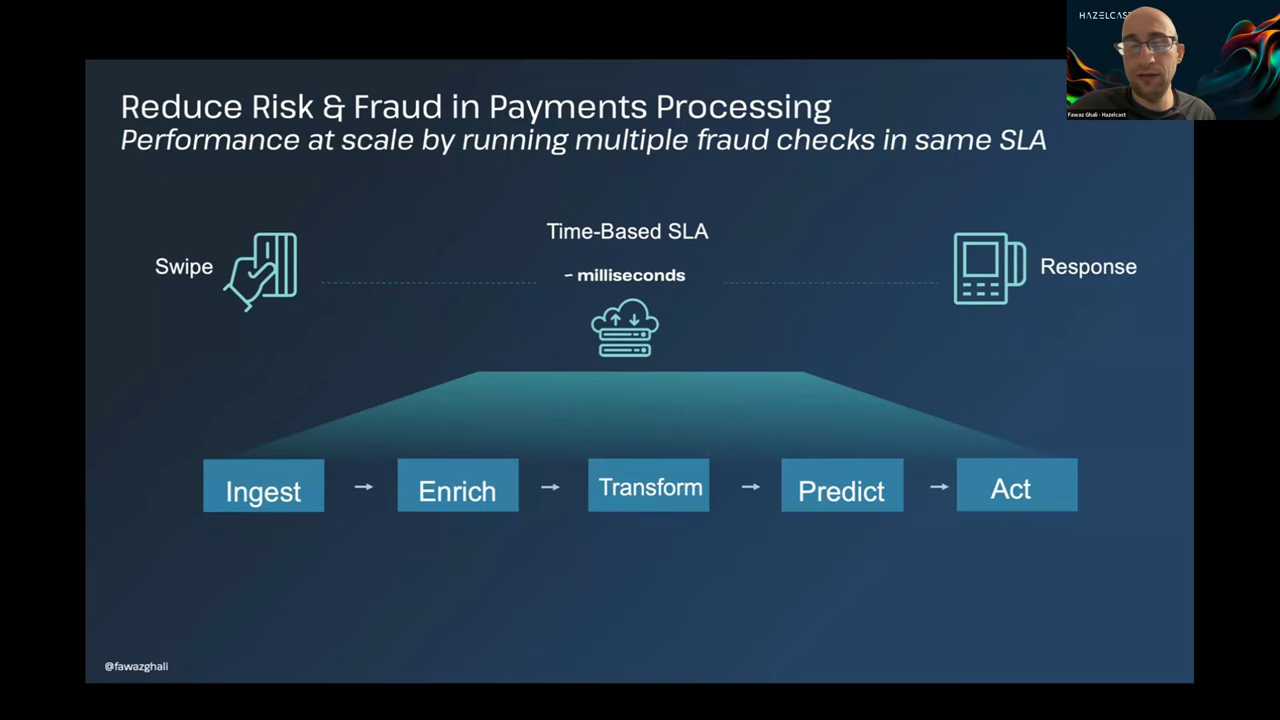 HAZELCAST
Fawaz Ghali - Hazelcast
Reduce Risk & Fraud in Payments Processing
Performance at scale by running multiple fraud checks in same SLA
Time-Based SLA
~ milliseconds
Swipe
Response
Ingest
Enrich
Transform
Predict
Act
@fawazghali